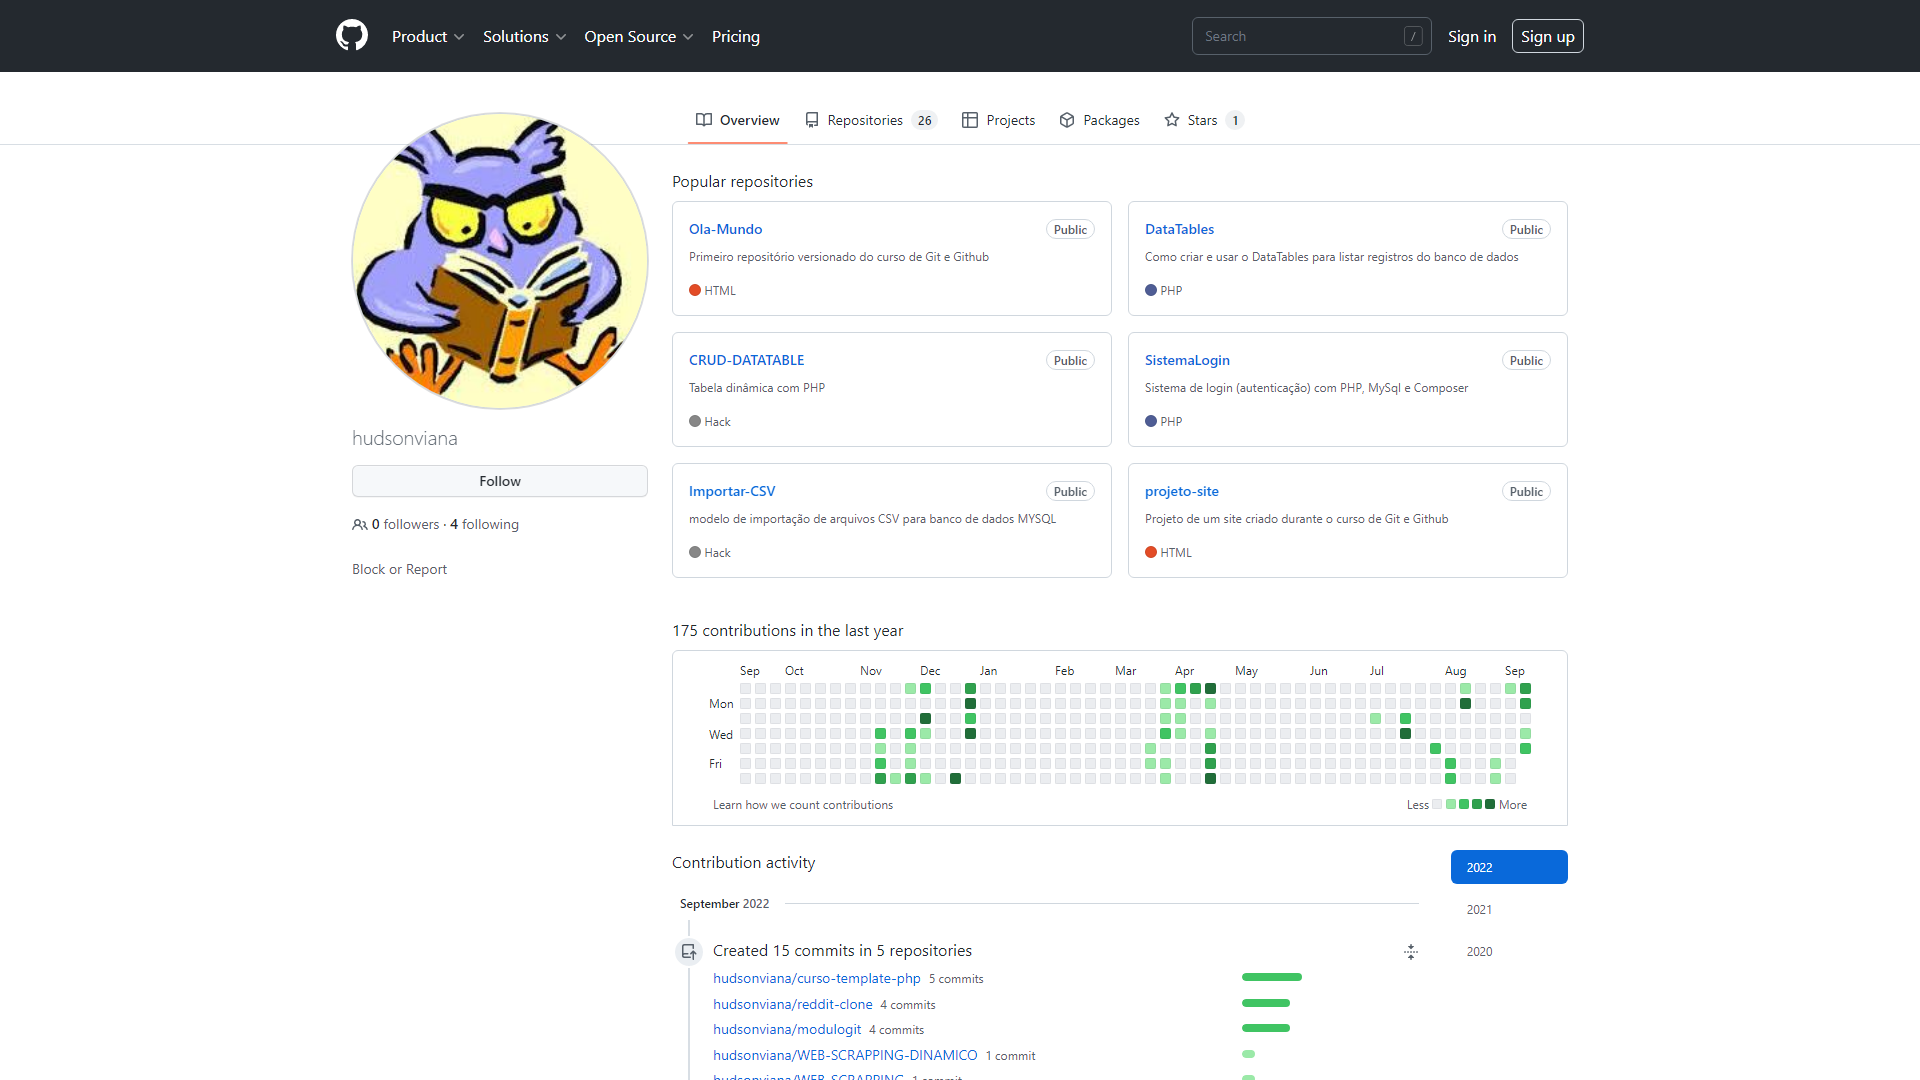 Product Solutions Open Source Pricing Search / Sign in Sign up
Overview Repositories 26 Projects Packages Stars 1
hudsonviana
Follow
0 followers · 4 following
Block or Report
Popular repositories
Ola-Mundo Public
Primeiro repositório versionado do curso de Git e Github
HTML
DataTables Public
Como criar e usar o DataTables para listar registros do banco de dados
PHP
CRUD-DATATABLE Public
Tabela dinâmica com PHP
Hack
SistemaLogin Public
Sistema de login (autenticação) com PHP, MySql e Composer
PHP
Importar-CSV Public
modelo de importação de arquivos CSV para banco de dados MYSQL
Hack
projeto-site Public
Projeto de um site criado durante o curso de Git e Github
HTML
175 contributions in the last year
Sep Oct Nov Dec Jan Feb Mar Apr May Jun Jul Aug Sep
Mon
Wed
Fri
Learn how we count contributions Less More
Contribution activity
2022
2021
2020
September 2022
Created 15 commits in 5 repositories
hudsonviana/curso-template-php 5 commits
hudsonviana/reddit-clone 4 commits
hudsonviana/modulogit 4 commits
hudsonviana/WEB-SCRAPPING-DINAMICO 1 commit
hudsonviana/WEB-SCRAPPING 1 commit